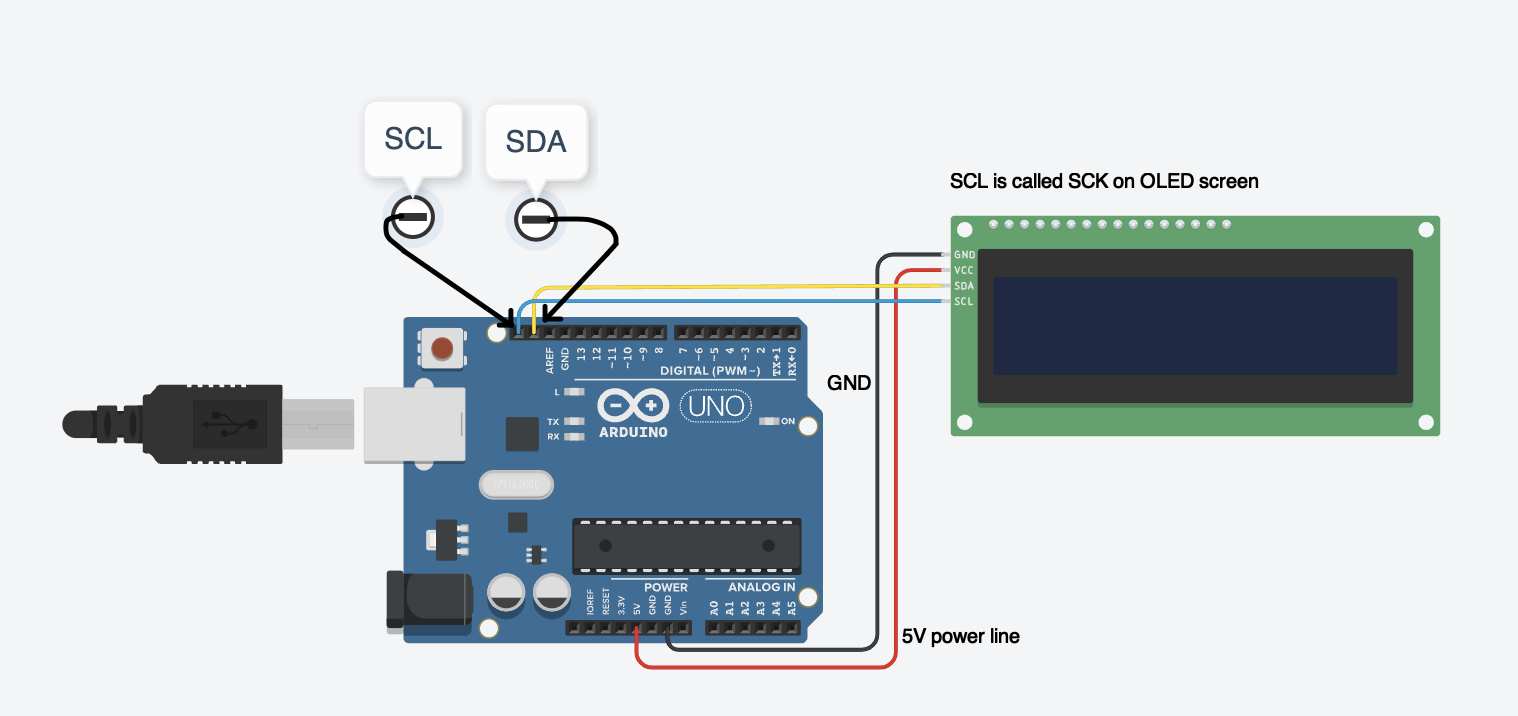 SCL
SDA
SCL is called SCK on OLED screen
GND
VCC
SDA
SCL
AREF
GND
13
12
~11
~10
~9
8
7
~6
~5
4
~3
2
TX→1
RX←0
DIGITAL (PWM~)
L
TX
RX
ARDUINO
UNO
ON
GND
SPK16.000G
POWER
ANALOG IN
IOREF
RESET
3.3V
5V
GND
GND
Vin
A0
A1
A2
A3
A4
A5
5V power line